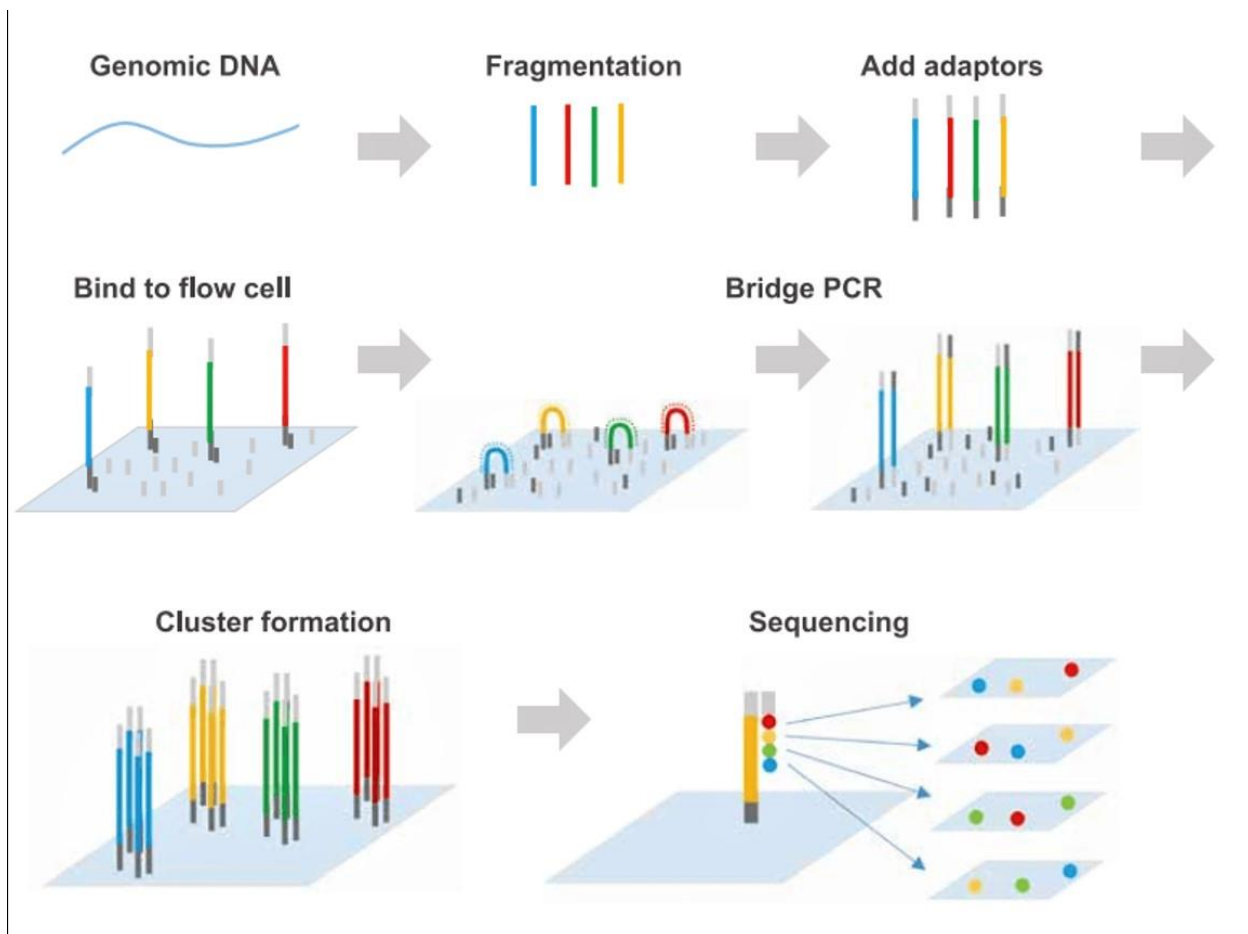 Genomic DNA
Fragmentation
Add adaptors
Bind to flow cell
Bridge PCR
Cluster formation
Sequencing